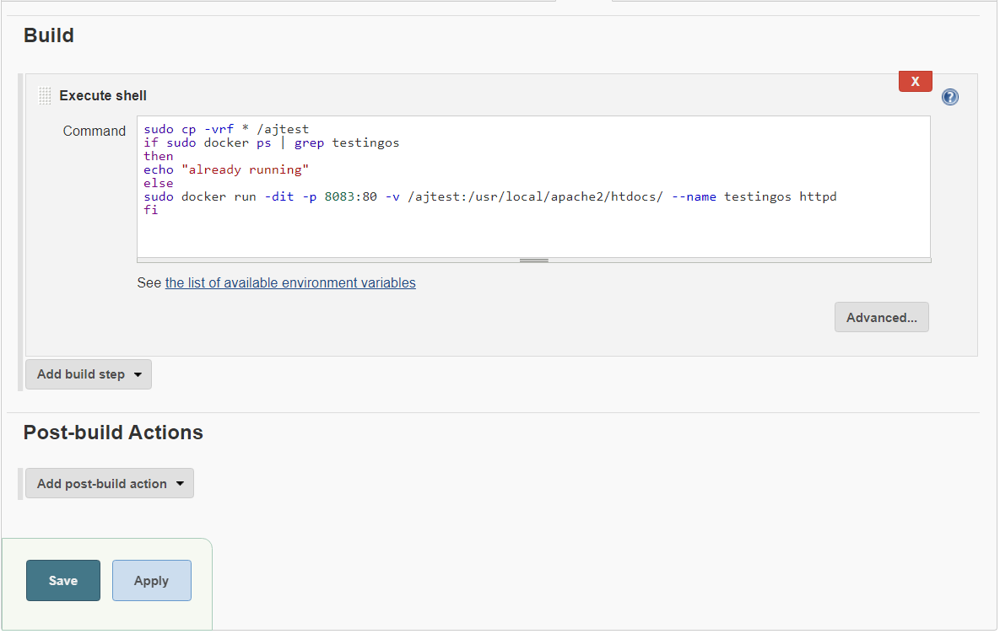 Build
Execute shell
X
?
Command
sudo cp -vrf * /ajtest
if sudo docker ps | grep testingos
then
echo "already running"
else
sudo docker run -dit -p 8083:80 -v /ajtest:/usr/local/apache2/htdocs/ --name testingos httpd
fi
See the list of available environment variables
Advanced...
Add build step
Post-build Actions
Add post-build action
Save Apply